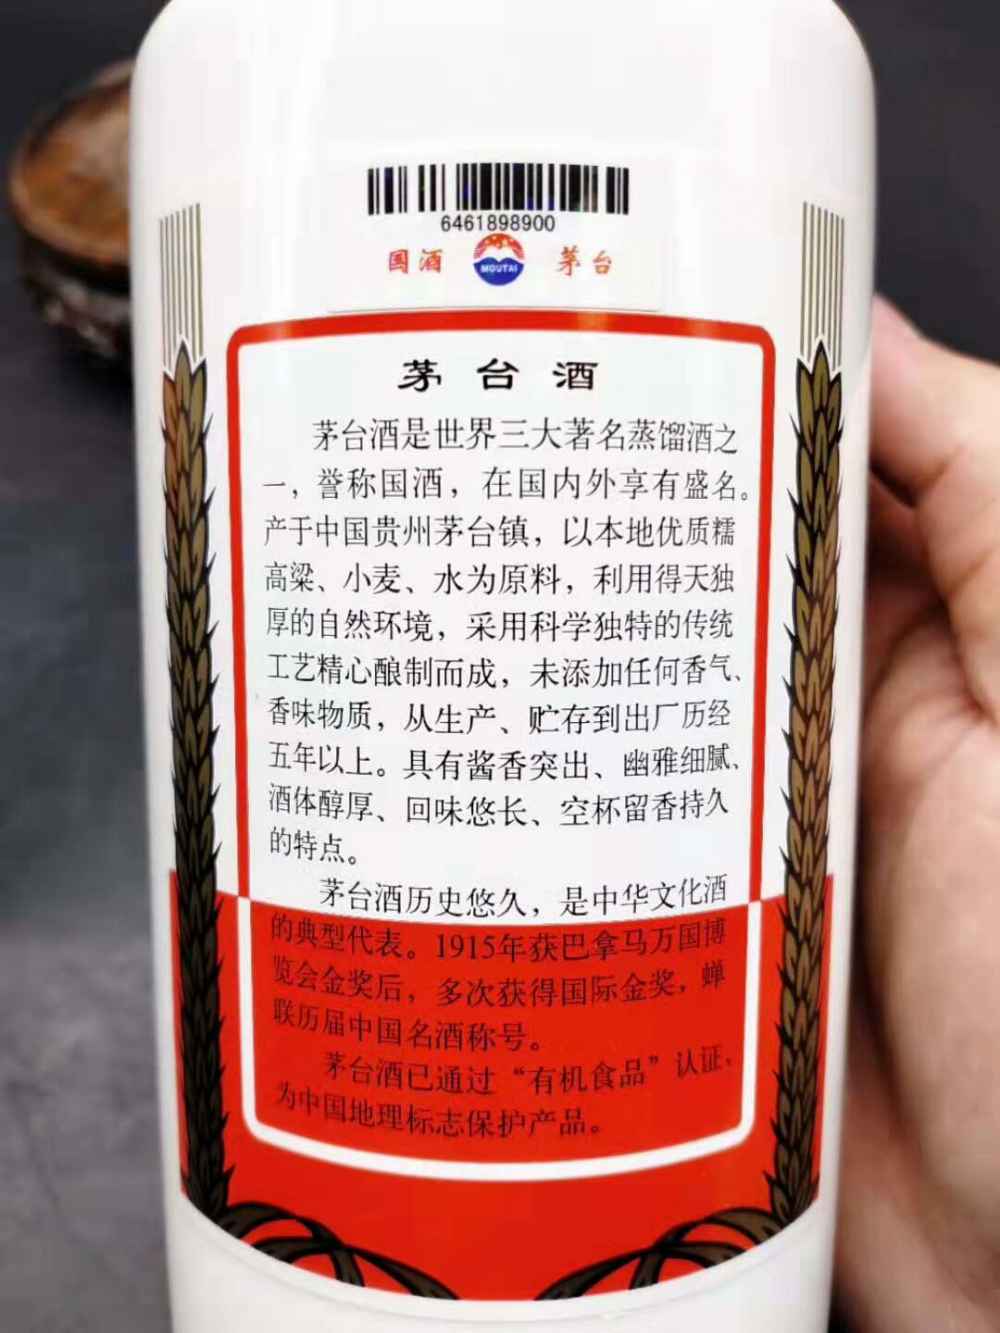 6461898900
国酒 MOUTAI 茅台
茅台酒
茅台酒是世界三大著名蒸馏酒之
一，誉称国酒，在国内外享有盛名。
产于中国贵州茅台镇，以本地优质糯
高粱、小麦、水为原料，利用得天独
厚的自然环境，采用科学独特的传统
工艺精心酿制而成，未添加任何香气、
香味物质，从生产、贮存到出厂历经
五年以上。具有酱香突出、幽雅细腻、
酒体醇厚、回味悠长、空杯留香持久
的特点。
茅台酒历史悠久，是中华文化酒
的典型代表。1915年获巴拿马万国博
览会金奖后，多次获得国际金奖，蝉
联历届中国名酒称号。
茅台酒已通过“有机食品”认证，
为中国地理标志保护产品。